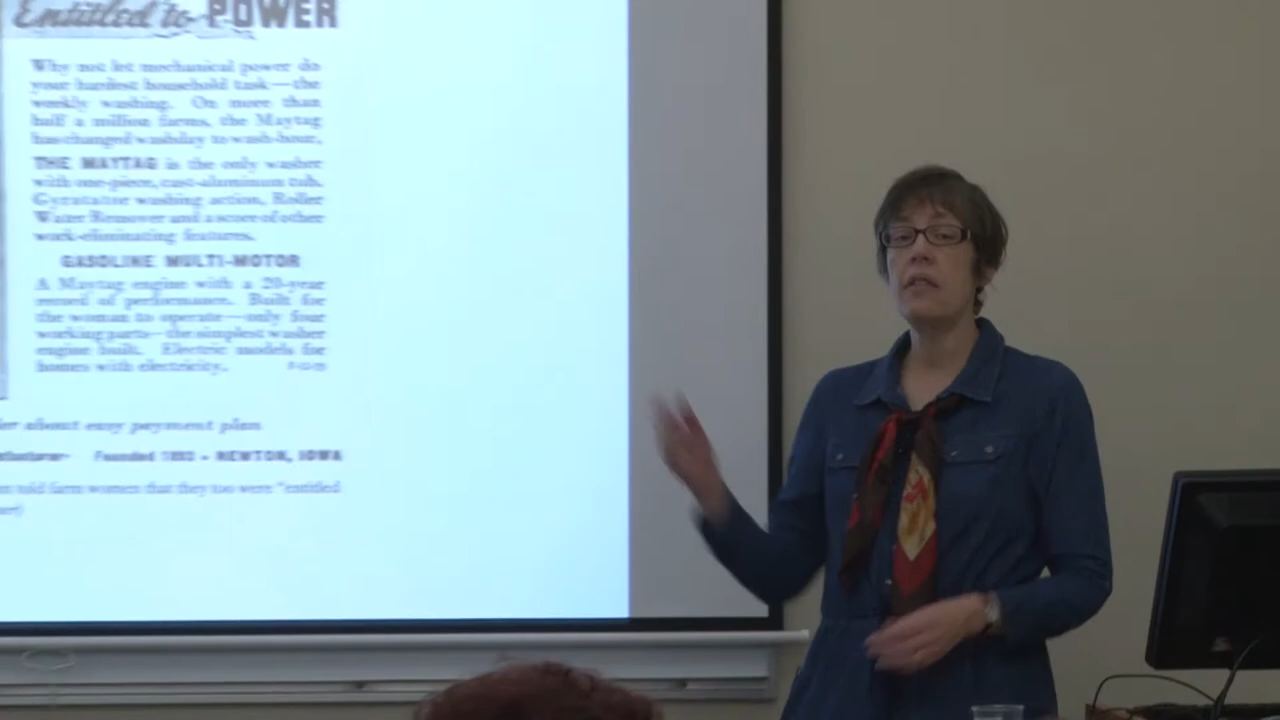 Entitled to POWER
Why not let mechanical power do
your hardest household task—the
weekly washing. On more than
half a million farms, the Maytag
has changed washday to wash-hour.
THE MAYTAG is the only washer
with one-piece, cast-aluminum tub,
Gyratator washing action, Roller
Water Remover and a score of other
work-eliminating features.
GASOLINE MULTI-MOTOR
A Maytag engine with a 20-year
record of performance. Built for
the woman to operate—only four
working parts—the simplest washer
engine built. Electric models for
homes with electricity.
about easy payment plan
Founded 1893 - NEWTON, IOWA
told farm women that they too were "entitled